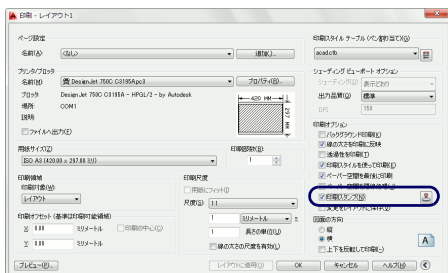 印刷 - レイアウト1
ページ設定
名前(A): <なし> 追加()...
プリンタ/プロッタ
名前(M): DesignJet 750C C3195A.pc3 プロパティ(R)...
プロッタ: DesignJet 750C C3195A - HPGL/2 - by Autodesk
場所: COM1
説明:
420 MM
297 MM
ファイルへ出力(F)
用紙サイズ(Z)
ISO A3 (420.00 x 297.00 ミリ)
印刷部数(B):
1
印刷領域
印刷対象(W):
レイアウト
印刷尺度
用紙にフィット(I)
尺度(S): 1:1
1 ミリメートル =
1 長さの単位(U)
線の太さの尺度を有効(L)
印刷オフセット (基準は印刷可能領域)
X: 0.00 ミリメートル 印刷の中心(C)
Y: 0.00 ミリメートル
印刷スタイル テーブル (ペン割り当て)(G)
acad.ctb
シェーディング ビューポート オプション
シェーディング(D) 表示どおり
出力品質(Q) 標準
DPI 150
印刷オプション
バックグラウンド印刷(K)
線の太さを印刷に反映
透過性を印刷(T)
印刷スタイルを使って印刷(E)
ペーパー空間を最後に印刷
印刷スタンプ(N)
変更をレイアウトに保存(V)
図面の方向
縦
横
上下を反転して印刷(-)
A
プレビュー(P)... レイアウトに適用(T) OK キャンセル ヘルプ(H)